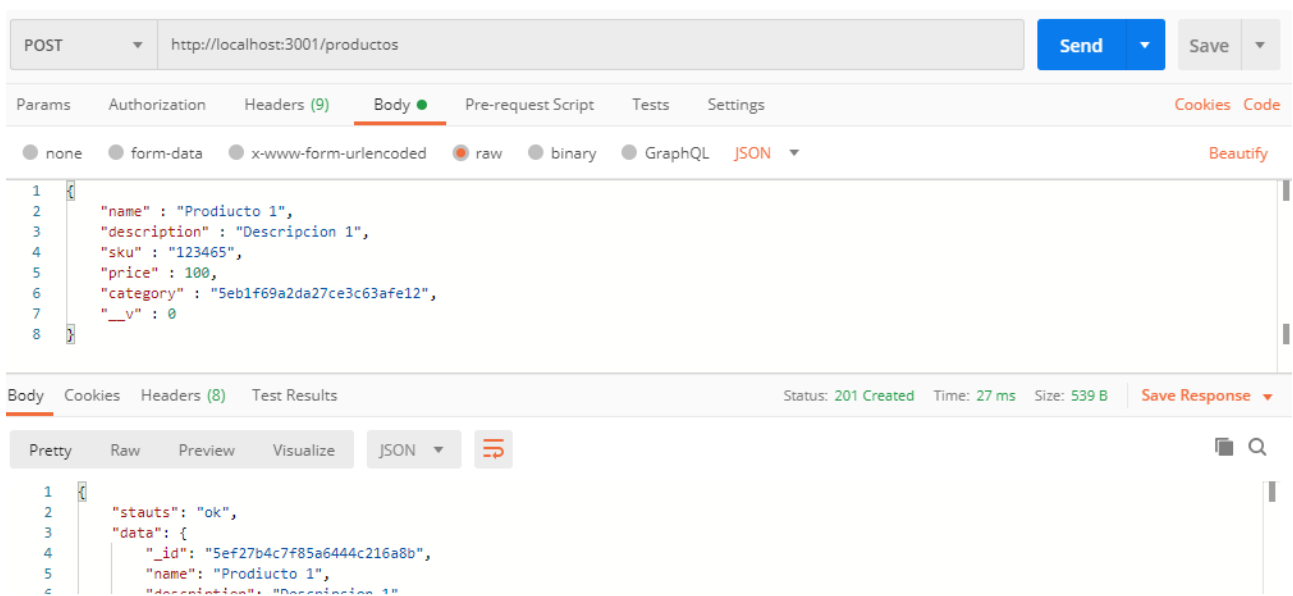 POST http://localhost:3001/productos Send Save
Params Authorization Headers (9) Body Pre-request Script Tests Settings Cookies Code
none form-data x-www-form-urlencoded raw binary GraphQL JSON Beautify
1 {
2 "name" : "Prodiucto 1",
3 "description" : "Descripcion 1",
4 "sku" : "123465",
5 "price" : 100,
6 "category" : "5eb1f69a2da27ce3c63afe12",
7 "__v" : 0
8 }
Body Cookies Headers (8) Test Results Status: 201 Created Time: 27 ms Size: 539 B Save Response
Pretty Raw Preview Visualize JSON
1 {
2 "stauts": "ok",
3 "data": {
4 "_id": "5ef27b4c7f85a6444c216a8b",
5 "name": "Prodiucto 1",
6 "description": "Descripcion 1"